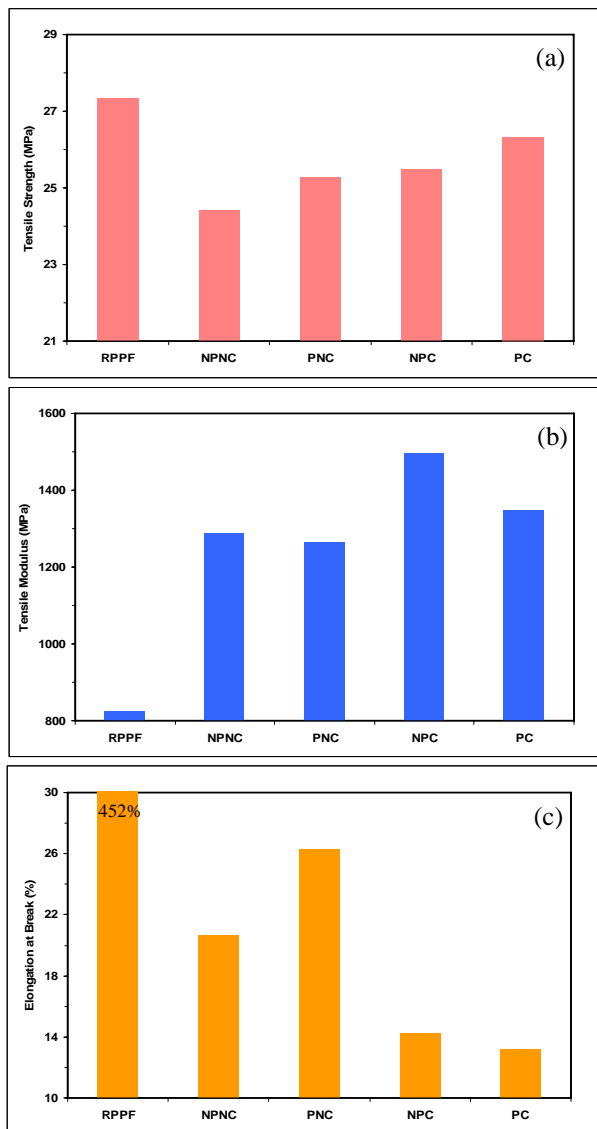 (a)
Tensile Strength (MPa)
29
27
25
23
21
RPPF NPNC PNC NPC PC
(b)
Tensile Modulus (MPa)
1600
1400
1200
1000
800
RPPF NPNC PNC NPC PC
(c)
Elongation at Break (%)
30
452%
26
22
18
14
10
RPPF NPNC PNC NPC PC